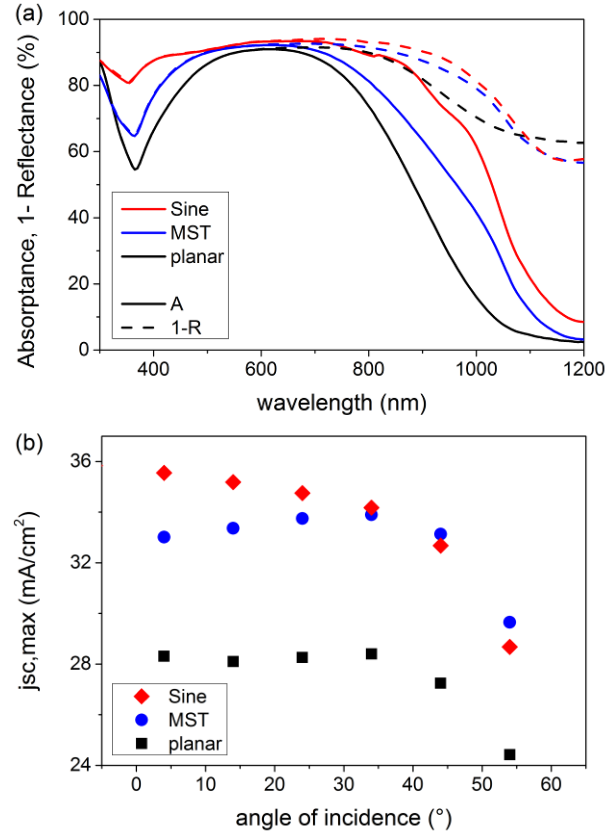 (a)
Absorptance, 1- Reflectance (%)
100
80
60
40
20
0
Sine
MST
planar
A
1-R
400
600
800
1000
1200
wavelength (nm)
(b)
jsc,max (mA/cm²)
36
32
28
24
Sine
MST
planar
0
10
20
30
40
50
60
angle of incidence (°)